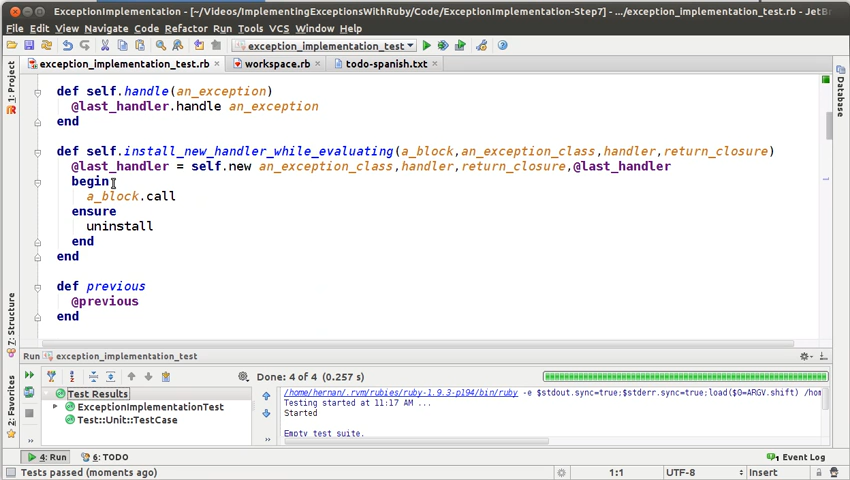 ExceptionImplementation - [~/Videos/ImplementingExceptionsWithRuby/Code/ExceptionImplementation-Step7] - .../exception_implementation_test.rb - JetB
File Edit View Navigate Code Refactor Run Tools VCS Window Help
exception_implementation_test
exception_implementation_test.rb workspace.rb todo-spanish.txt
1: Project
Database
def self.handle(an_exception)
@last_handler.handle an_exception
end
def self.install_new_handler_while_evaluating(a_block,an_exception_class,handler,return_closure)
@last_handler = self.new an_exception_class,handler,return_closure,@last_handler
begin
a_block.call
ensure
uninstall
end
end
def previous
@previous
end
7: Structure
2: Favorites
Run exception_implementation_test
Done: 4 of 4 (0.257 s)
Test Results
ExceptionImplementationTest
Test::Unit::TestCase
/home/hernan/.rvm/rubies/ruby-1.9.3-p194/bin/ruby -e $stdout.sync=true;$stderr.sync=true;load($0=ARGV.shift) /ho
Testing started at 11:17 AM ...
Started
Empty test suite.
4: Run 6: TODO Event Log
Tests passed (moments ago) 1:1 UTF-8 Insert